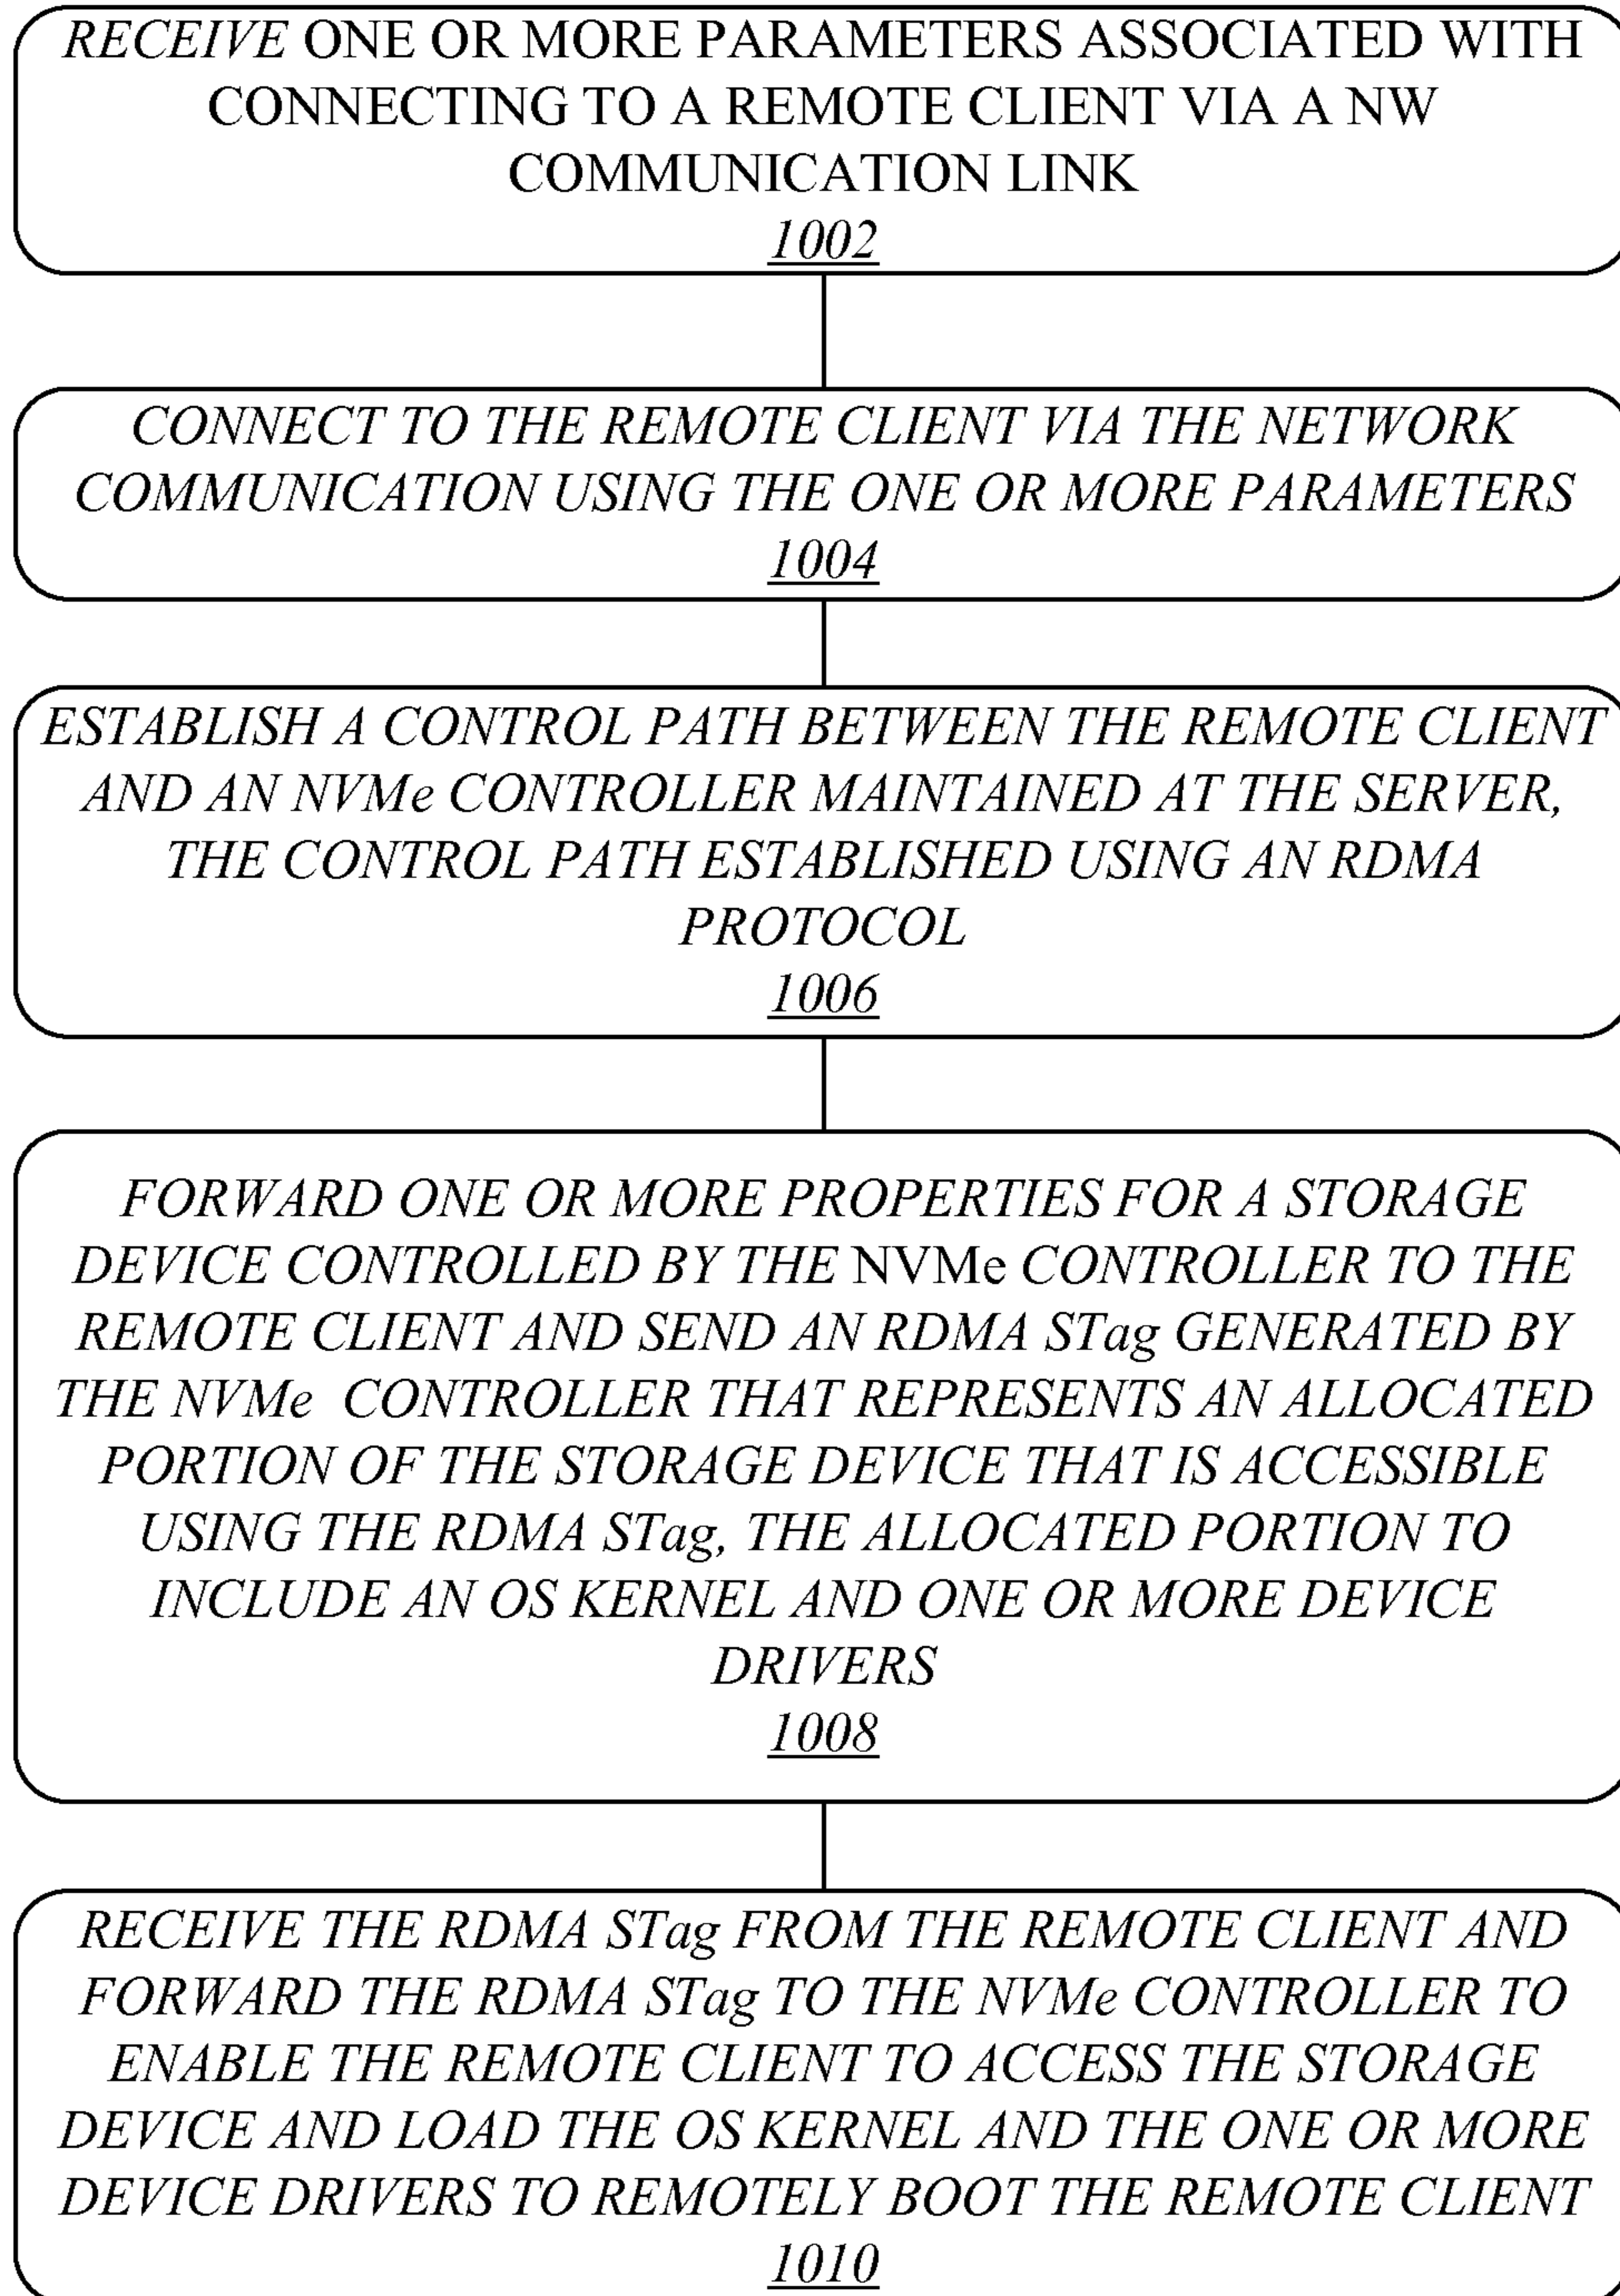 RECEIVE ONE OR MORE PARAMETERS ASSOCIATED WITH
CONNECTING TO A REMOTE CLIENT VIA A NW
COMMUNICATION LINK
1002
CONNECT TO THE REMOTE CLIENT VIA THE NETWORK
COMMUNICATION USING THE ONE OR MORE PARAMETERS
1004
ESTABLISH A CONTROL PATH BETWEEN THE REMOTE CLIENT
AND AN NVMe CONTROLLER MAINTAINED AT THE SERVER,
THE CONTROL PATH ESTABLISHED USING AN RDMA
PROTOCOL
1006
FORWARD ONE OR MORE PROPERTIES FOR A STORAGE
DEVICE CONTROLLED BY THE NVMe CONTROLLER TO THE
REMOTE CLIENT AND SEND AN RDMA STag GENERATED BY
THE NVMe CONTROLLER THAT REPRESENTS AN ALLOCATED
PORTION OF THE STORAGE DEVICE THAT IS ACCESSIBLE
USING THE RDMA STag, THE ALLOCATED PORTION TO
INCLUDE AN OS KERNEL AND ONE OR MORE DEVICE
DRIVERS
1008
RECEIVE THE RDMA STag FROM THE REMOTE CLIENT AND
FORWARD THE RDMA STag TO THE NVMe CONTROLLER TO
ENABLE THE REMOTE CLIENT TO ACCESS THE STORAGE
DEVICE AND LOAD THE OS KERNEL AND THE ONE OR MORE
DEVICE DRIVERS TO REMOTELY BOOT THE REMOTE CLIENT
1010